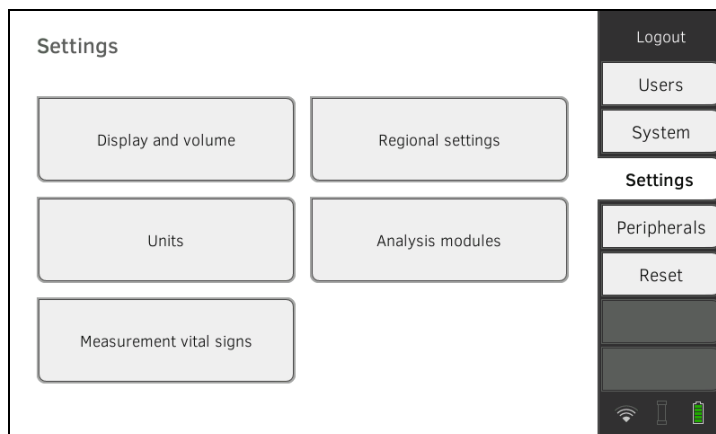 Settings
Display and volume
Regional settings
Units
Analysis modules
Measurement vital signs
Logout
Users
System
Settings
Peripherals
Reset